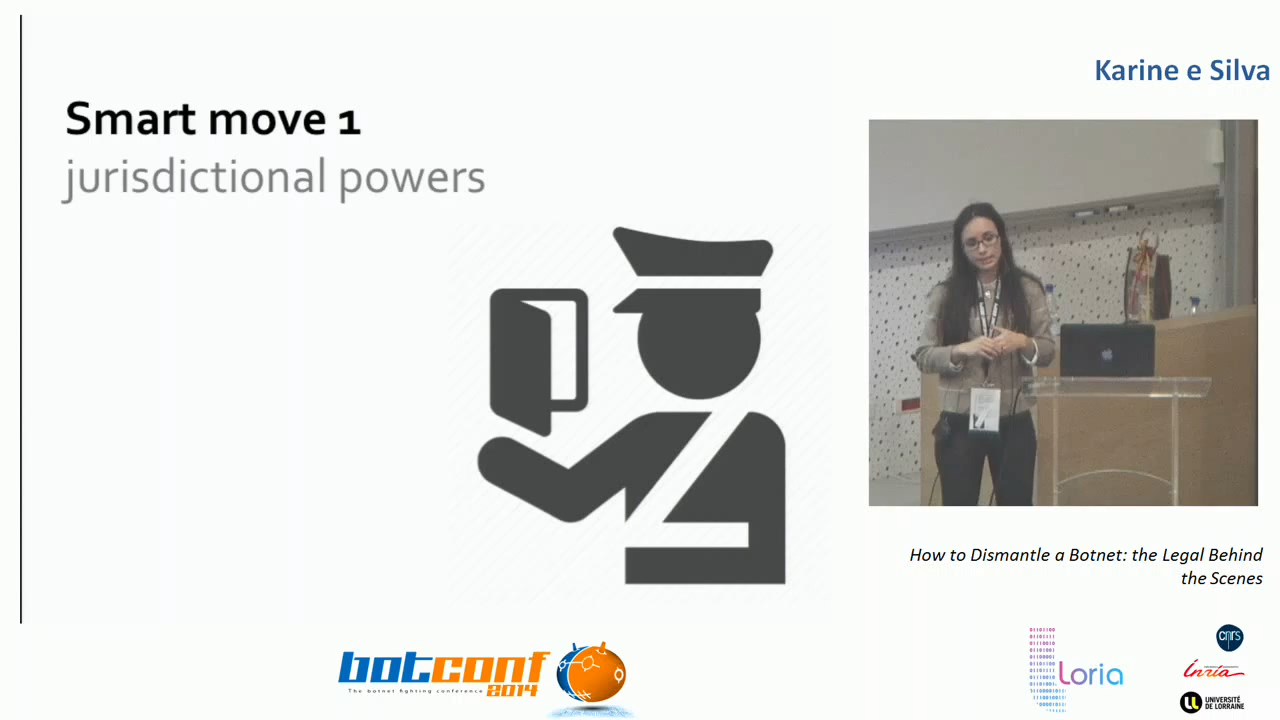 Smart move 1
jurisdictional powers
Karine e Silva
How to Dismantle a Botnet: the Legal Behind
the Scenes
botconf
The botnet fighting conference 2014
Loria
cnrs
Inria
UNIVERSITÉ
DE LORRAINE